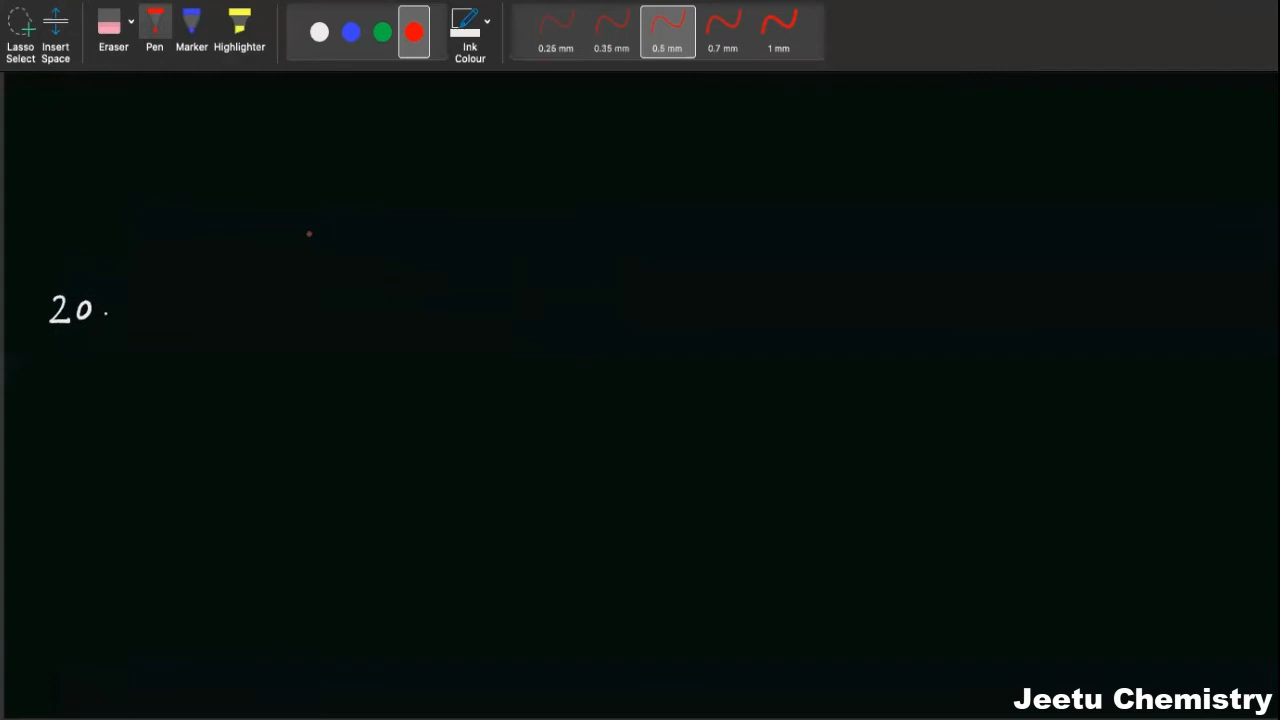 Lasso Select
Insert Space
Eraser
Pen
Marker
Highlighter
Ink Colour
0.26 mm
0.35 mm
0.5 mm
0.7 mm
1 mm
20.
Jeetu Chemistry